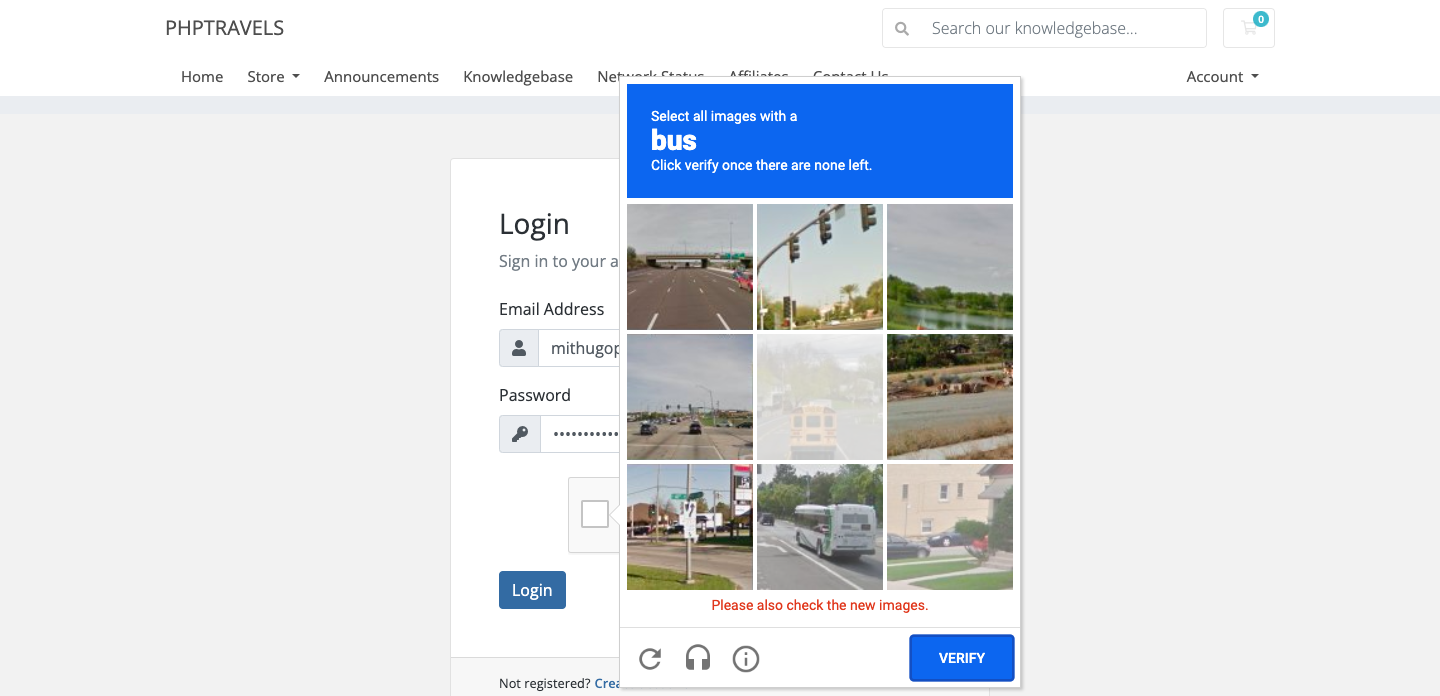 PHPTRAVELS
Search our knowledgebase...
0
Home
Store
Announcements
Knowledgebase
Network Status
Affiliates
Contact Us
Account
Select all images with a
bus
Click verify once there are none left.
Login
Sign in to your a
Email Address
mithugop
Password
Login
Please also check the new images.
VERIFY
Not registered? Crea